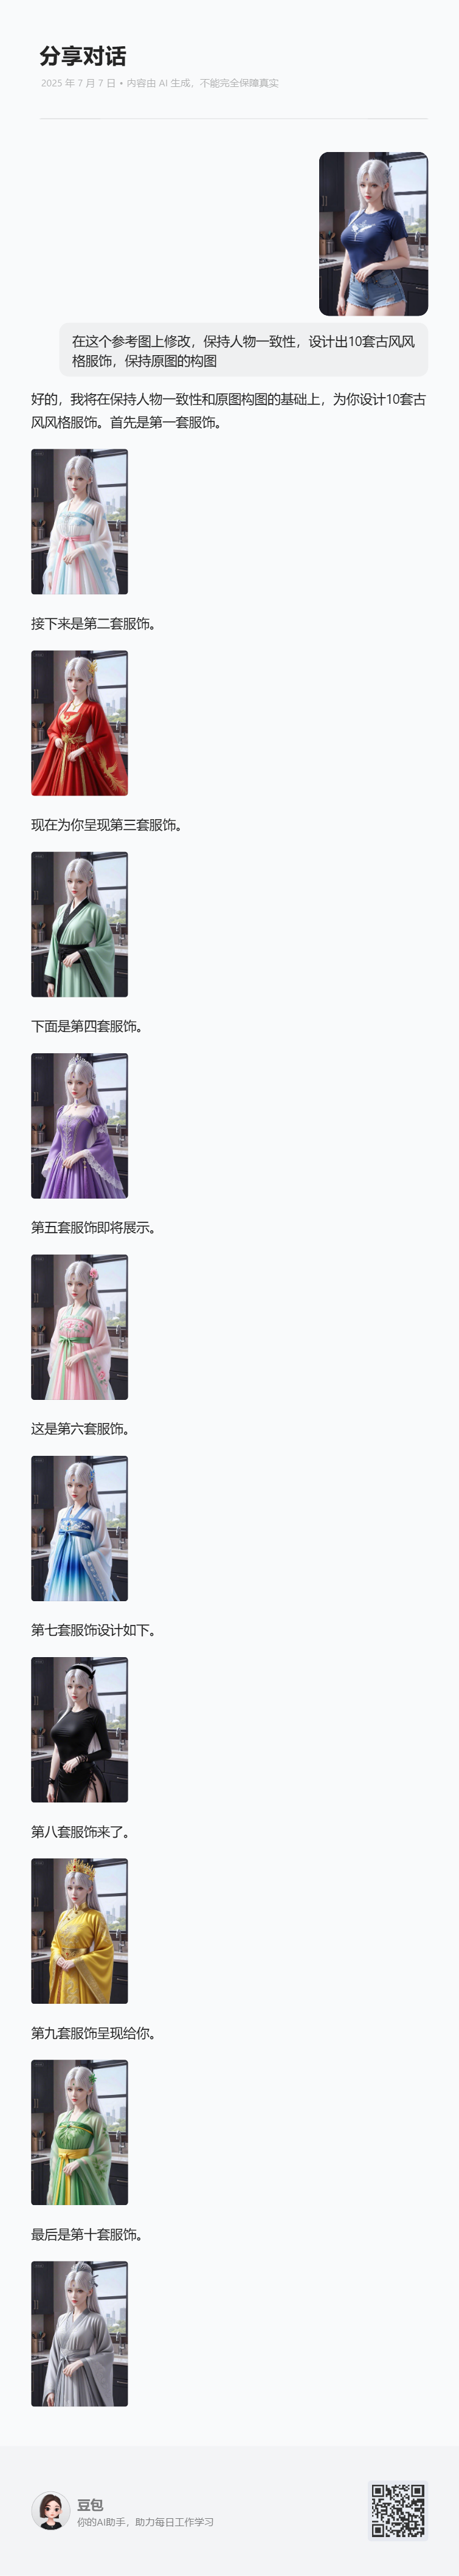 分享对话
2025 年 7 月 7 日 • 内容由 AI 生成，不能完全保障真实
在这个参考图上修改，保持人物一致性，设计出10套古风风
格服饰，保持原图的构图
好的，我将在保持人物一致性和原图构图的基础上，为你设计10套古
风风格服饰。首先是第一套服饰。
接下来是第二套服饰。
现在为你呈现第三套服饰。
下面是第四套服饰。
第五套服饰即将展示。
这是第六套服饰。
第七套服饰设计如下。
第八套服饰来了。
第九套服饰呈现给你。
最后是第十套服饰。
豆包
你的AI助手，助力每日工作学习